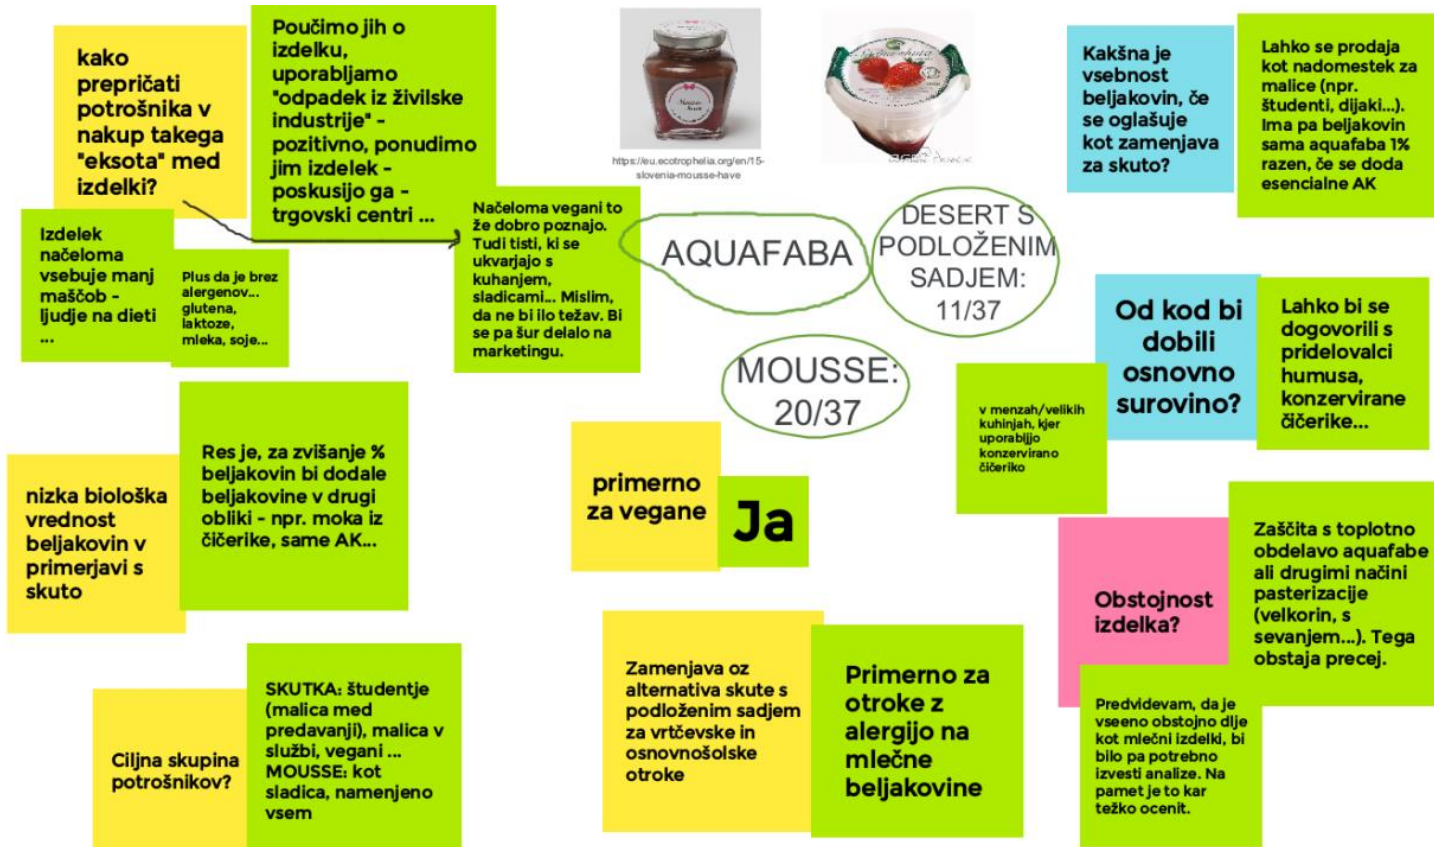 kako
prepričati
potrošnika v
nakup takega
"eksota" med
izdelki?
Poučimo jih o
izdelku,
uporabljamo
"odpadek iz živilske
industrije" -
pozitivno, ponudimo
jim izdelek -
poskusijo ga -
trgovski centri ...
Izdelek
načeloma
vsebuje manj
maščob -
ljudje na dieti
...
Plus da je brez
alergenov...
glutena,
laktoze,
mleka, soje...
Načeloma vegani to
že dobro poznajo.
Tudi tisti, ki se
ukvarjajo s
kuhanjem,
sladicami... Mislim,
da ne bi ilo težav. Bi
se pa šur delalo na
marketingu.
https://eu.ecotrophelia.org/en/15-
slovenia-mousse-have
AQUAFABA
DESERT S
PODLOŽENIM
SADJEM:
11/37
MOUSSE:
20/37
Kakšna je
vsebnost
beljakovin, če
se oglašuje
kot zamenjava
za skuto?
Lahko se prodaja
kot nadomestek za
malice (npr.
študenti, dijaki...).
Ima pa beljakovin
sama aquafaba 1%
razen, če se doda
esencialne AK
Od kod bi
dobili
osnovno
surovino?
Lahko bi se
dogovorili s
pridelovalci
humusa,
konzervirane
čičerike...
v menzah/velikih
kuhinjah, kjer
uporabljjo
konzervirano
čičeriko
nizka biološka
vrednost
beljakovin v
primerjavi s
skuto
Res je, za zvišanje %
beljakovin bi dodale
beljakovine v drugi
obliki - npr. moka iz
čičerike, same AK...
primerno
za vegane
Ja
Obstojnost
izdelka?
Zaščita s toplotno
obdelavo aquafabe
ali drugimi načini
pasterizacije
(velkorin, s
sevanjem...). Tega
obstaja precej.
Predvidevam, da je
vseeno obstojno dlje
kot mlečni izdelki, bi
bilo pa potrebno
izvesti analize. Na
pamet je to kar
težko ocenit.
Ciljna skupina
potrošnikov?
SKUTKA: študentje
(malica med
predavanji), malica v
službi, vegani ...
MOUSSE: kot
sladica, namenjeno
vsem
Zamenjava oz
alternativa skute s
podloženim sadjem
za vrtčevske in
osnovnošolske
otroke
Primerno za
otroke z
alergijo na
mlečne
beljakovine